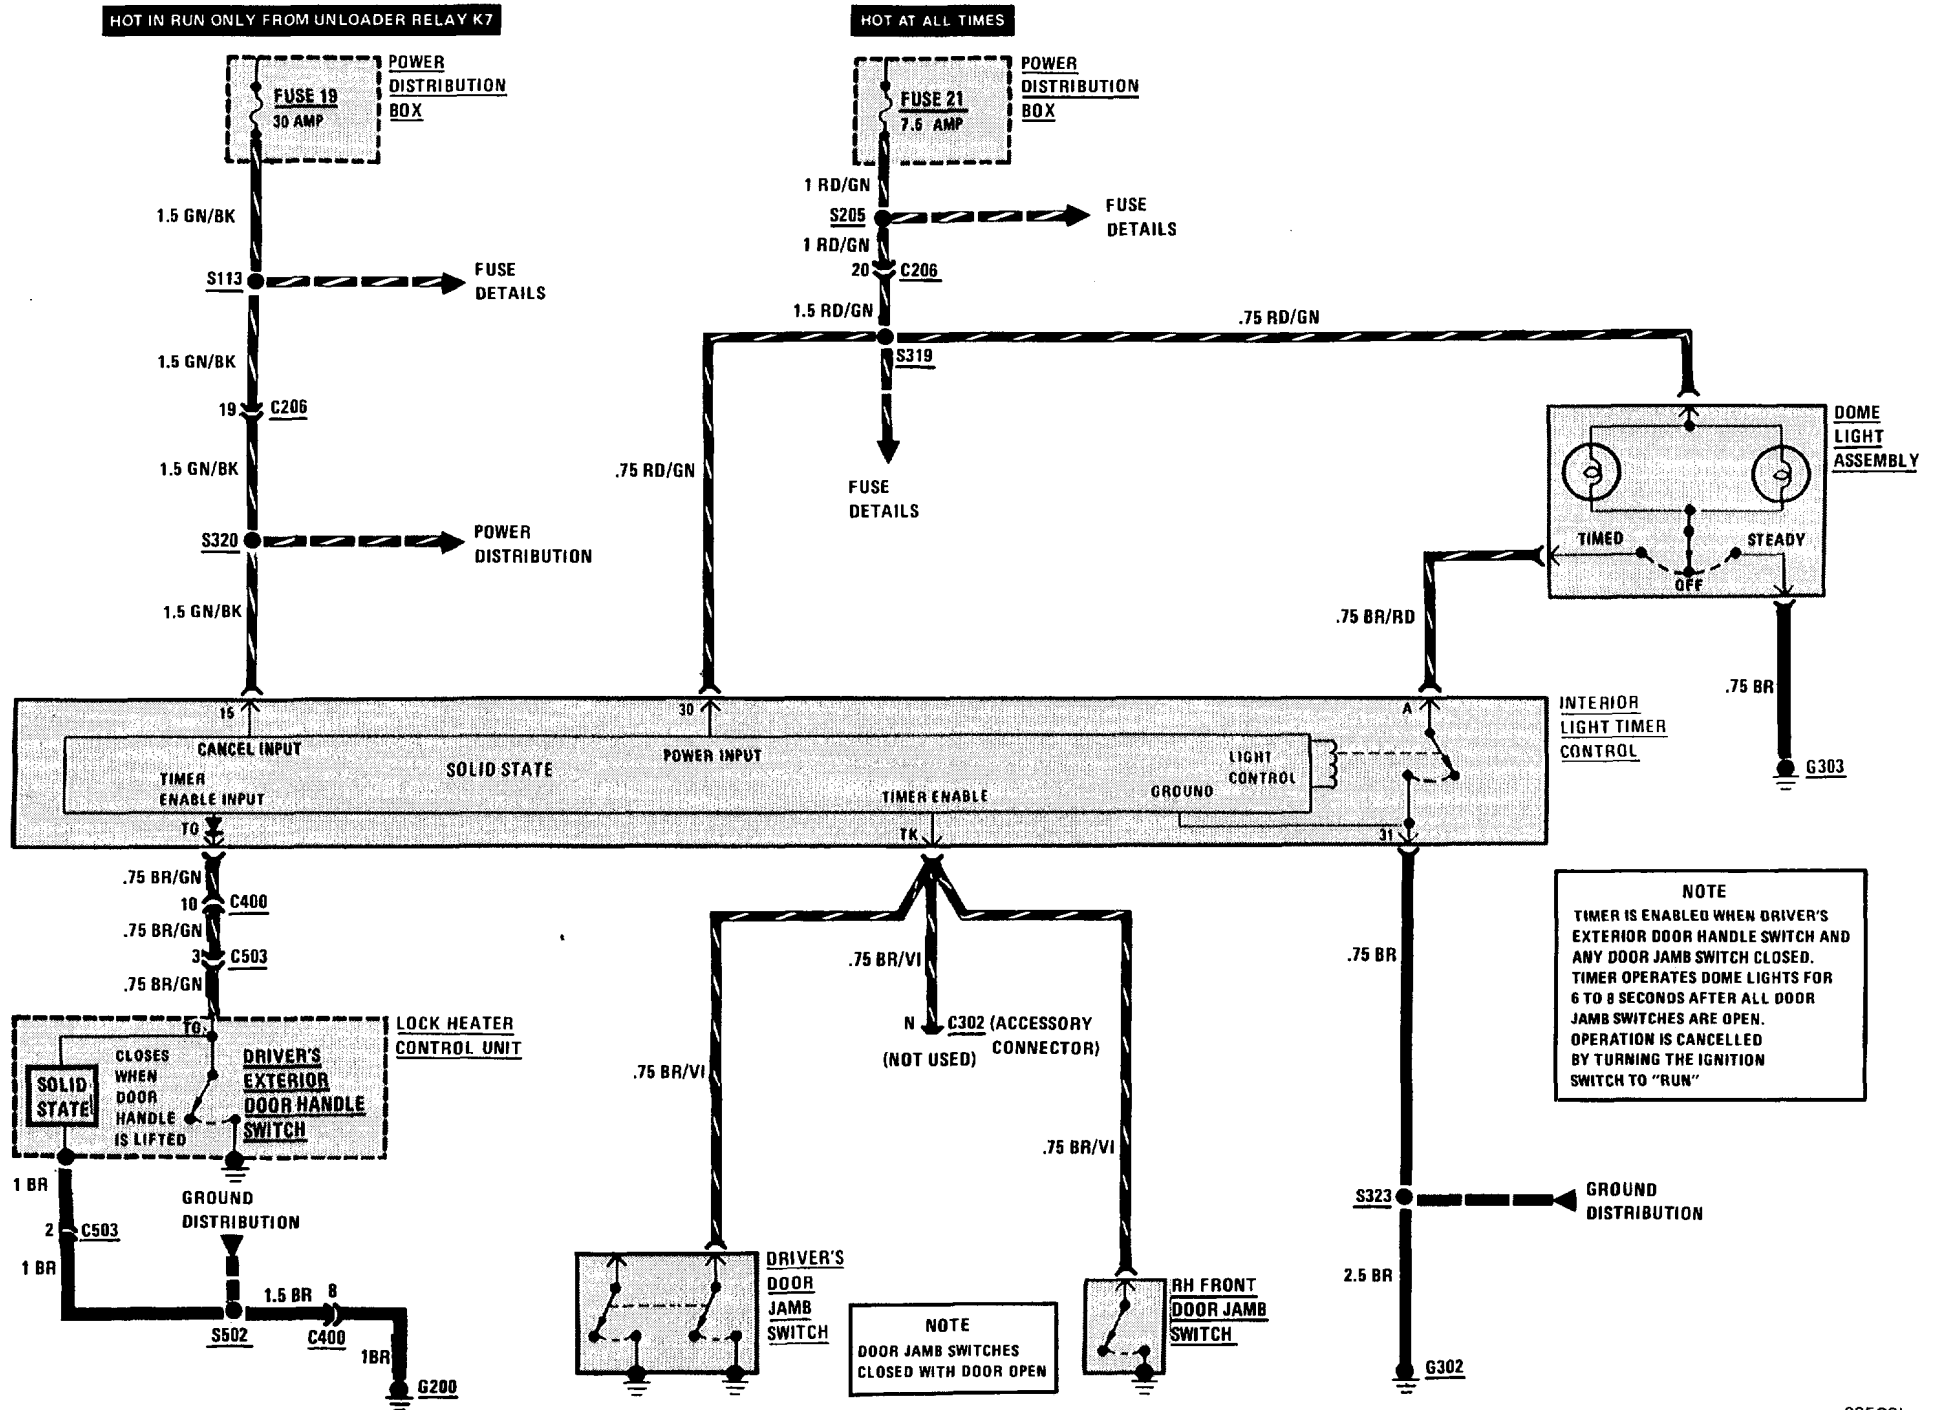 HOT IN RUN ONLY FROM UNLOADER RELAY K7
HOT AT ALL TIMES
POWER
DISTRIBUTION
BOX
FUSE 19
30 AMP
POWER
DISTRIBUTION
BOX
FUSE 21
7.5 AMP
1 RD/GN
1.5 GN/BK
S205
FUSE
DETAILS
1 RD/GN
S113
FUSE
DETAILS
20
C206
1.5 RD/GN
.75 RD/GN
S319
1.5 GN/BK
19
C206
DOME
LIGHT
ASSEMBLY
1.5 GN/BK
.75 RD/GN
FUSE
DETAILS
S320
POWER
DISTRIBUTION
TIMED
STEADY
OFF
1.5 GN/BK
.75 BR/RD
.75 BR
15
30
A
INTERIOR
LIGHT TIMER
CONTROL
CANCEL INPUT
POWER INPUT
SOLID STATE
LIGHT
CONTROL
G303
TIMER
ENABLE INPUT
TIMER ENABLE
GROUND
TO
TK
31
.75 BR/GN
10
C400
.75 BR/GN
3
C503
.75 BR/GN
.75 BR/VI
.75 BR
NOTE
TIMER IS ENABLED WHEN DRIVER'S
EXTERIOR DOOR HANDLE SWITCH AND
ANY DOOR JAMB SWITCH CLOSED.
TIMER OPERATES DOME LIGHTS FOR
6 TO 8 SECONDS AFTER ALL DOOR
JAMB SWITCHES ARE OPEN.
OPERATION IS CANCELLED
BY TURNING THE IGNITION
SWITCH TO "RUN"
N
C302 (ACCESSORY
CONNECTOR)
(NOT USED)
TG
LOCK HEATER
CONTROL UNIT
CLOSES
WHEN
DOOR
HANDLE
IS LIFTED
DRIVER'S
EXTERIOR
DOOR HANDLE
SWITCH
SOLID
STATE
.75 BR/VI
.75 BR/VI
1 BR
GROUND
DISTRIBUTION
S323
GROUND
DISTRIBUTION
2
C503
1 BR
1.5 BR
8
S502
C400
1BR
G200
DRIVER'S
DOOR
JAMB
SWITCH
NOTE
DOOR JAMB SWITCHES
CLOSED WITH DOOR OPEN
RH FRONT
DOOR JAMB
SWITCH
2.5 BR
G302